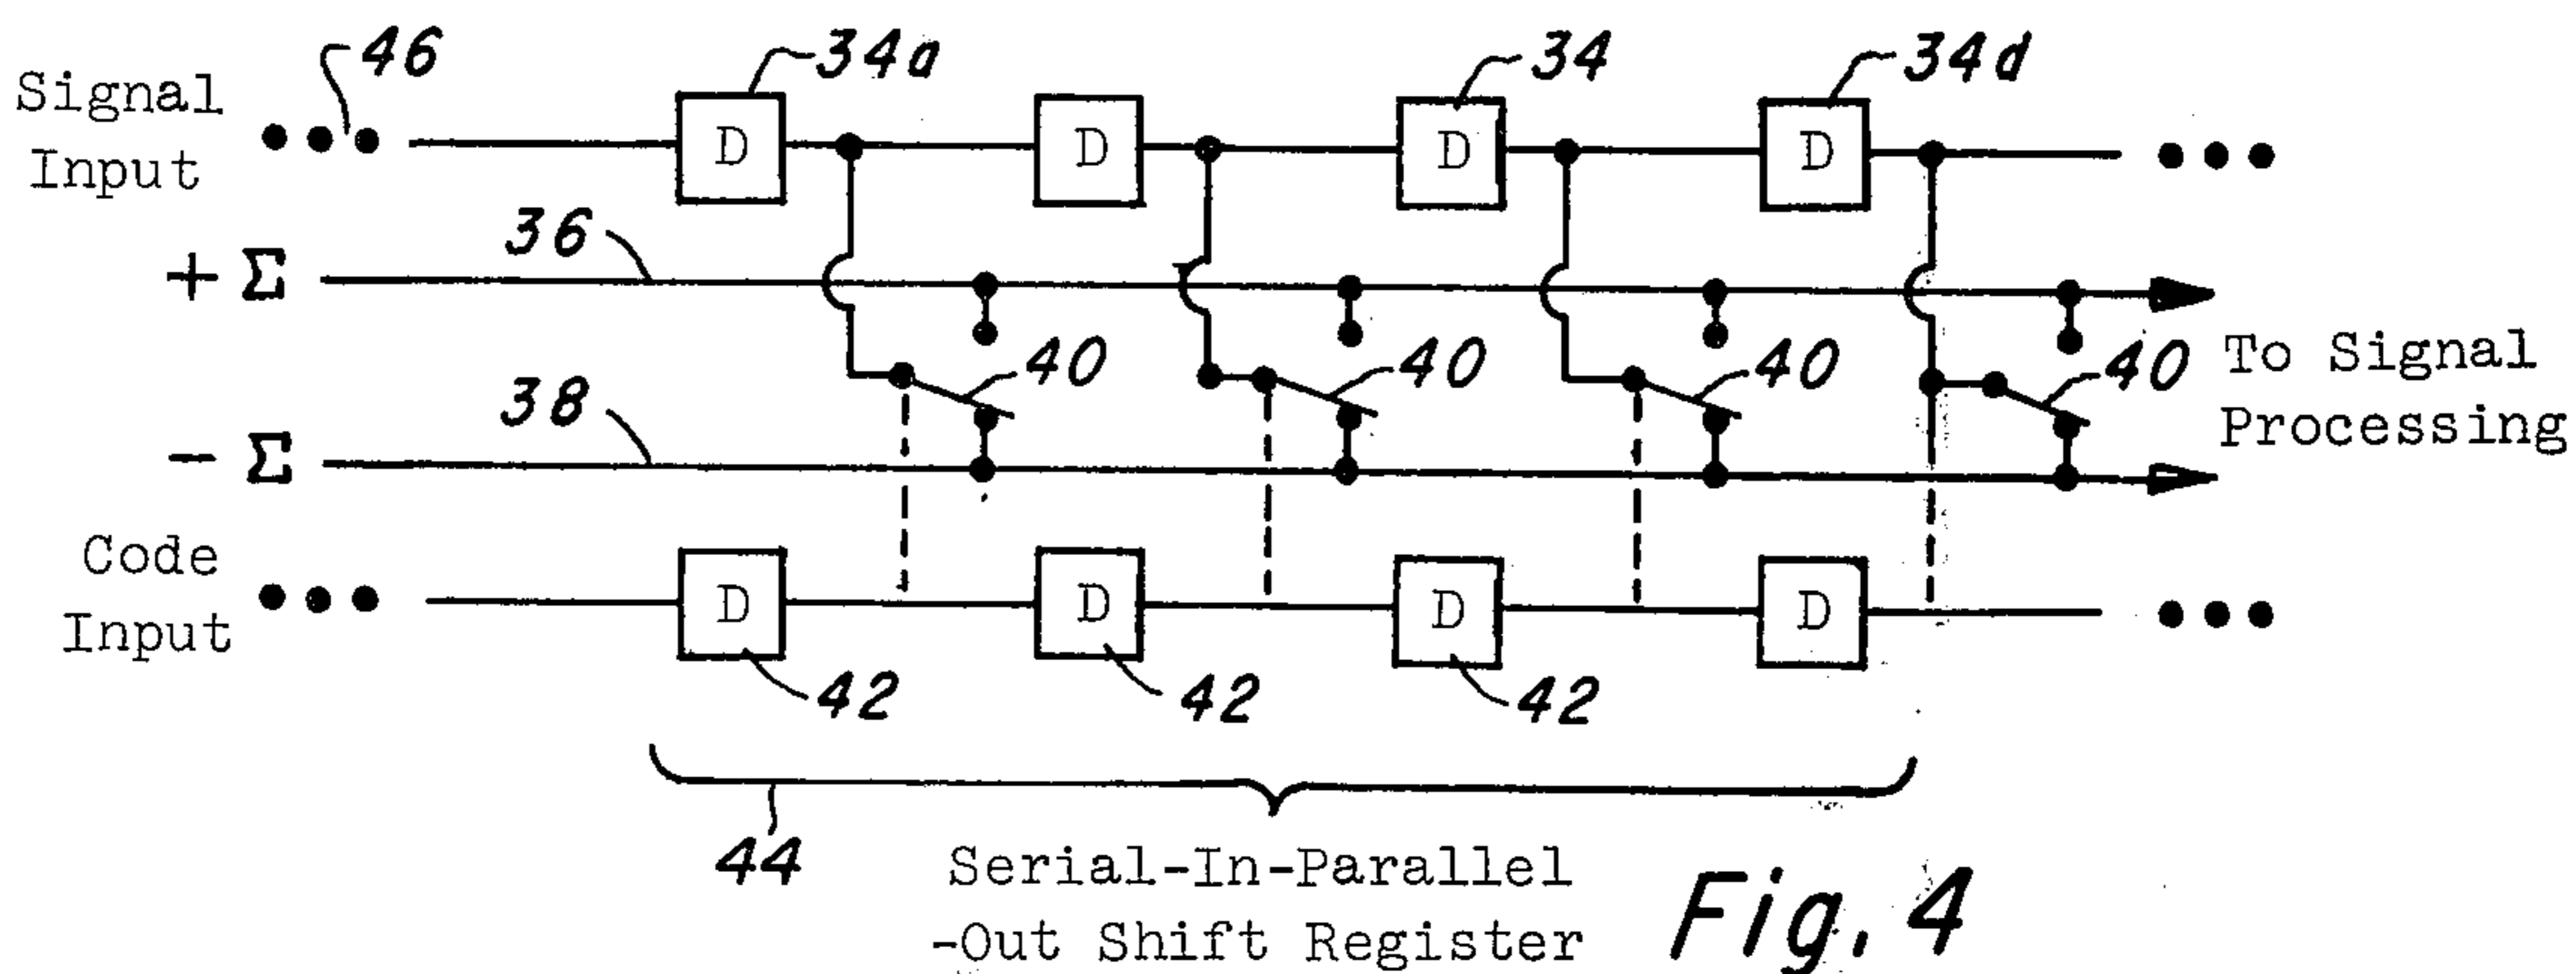 46
34a
34
34d
Signal
Input
D
D
D
D
36
+ Σ
40
40
40
40
To Signal
Processing
38
- Σ
Code
Input
D
D
D
D
42
42
42
44
Serial-In-Parallel
-Out Shift Register
Fig. 4